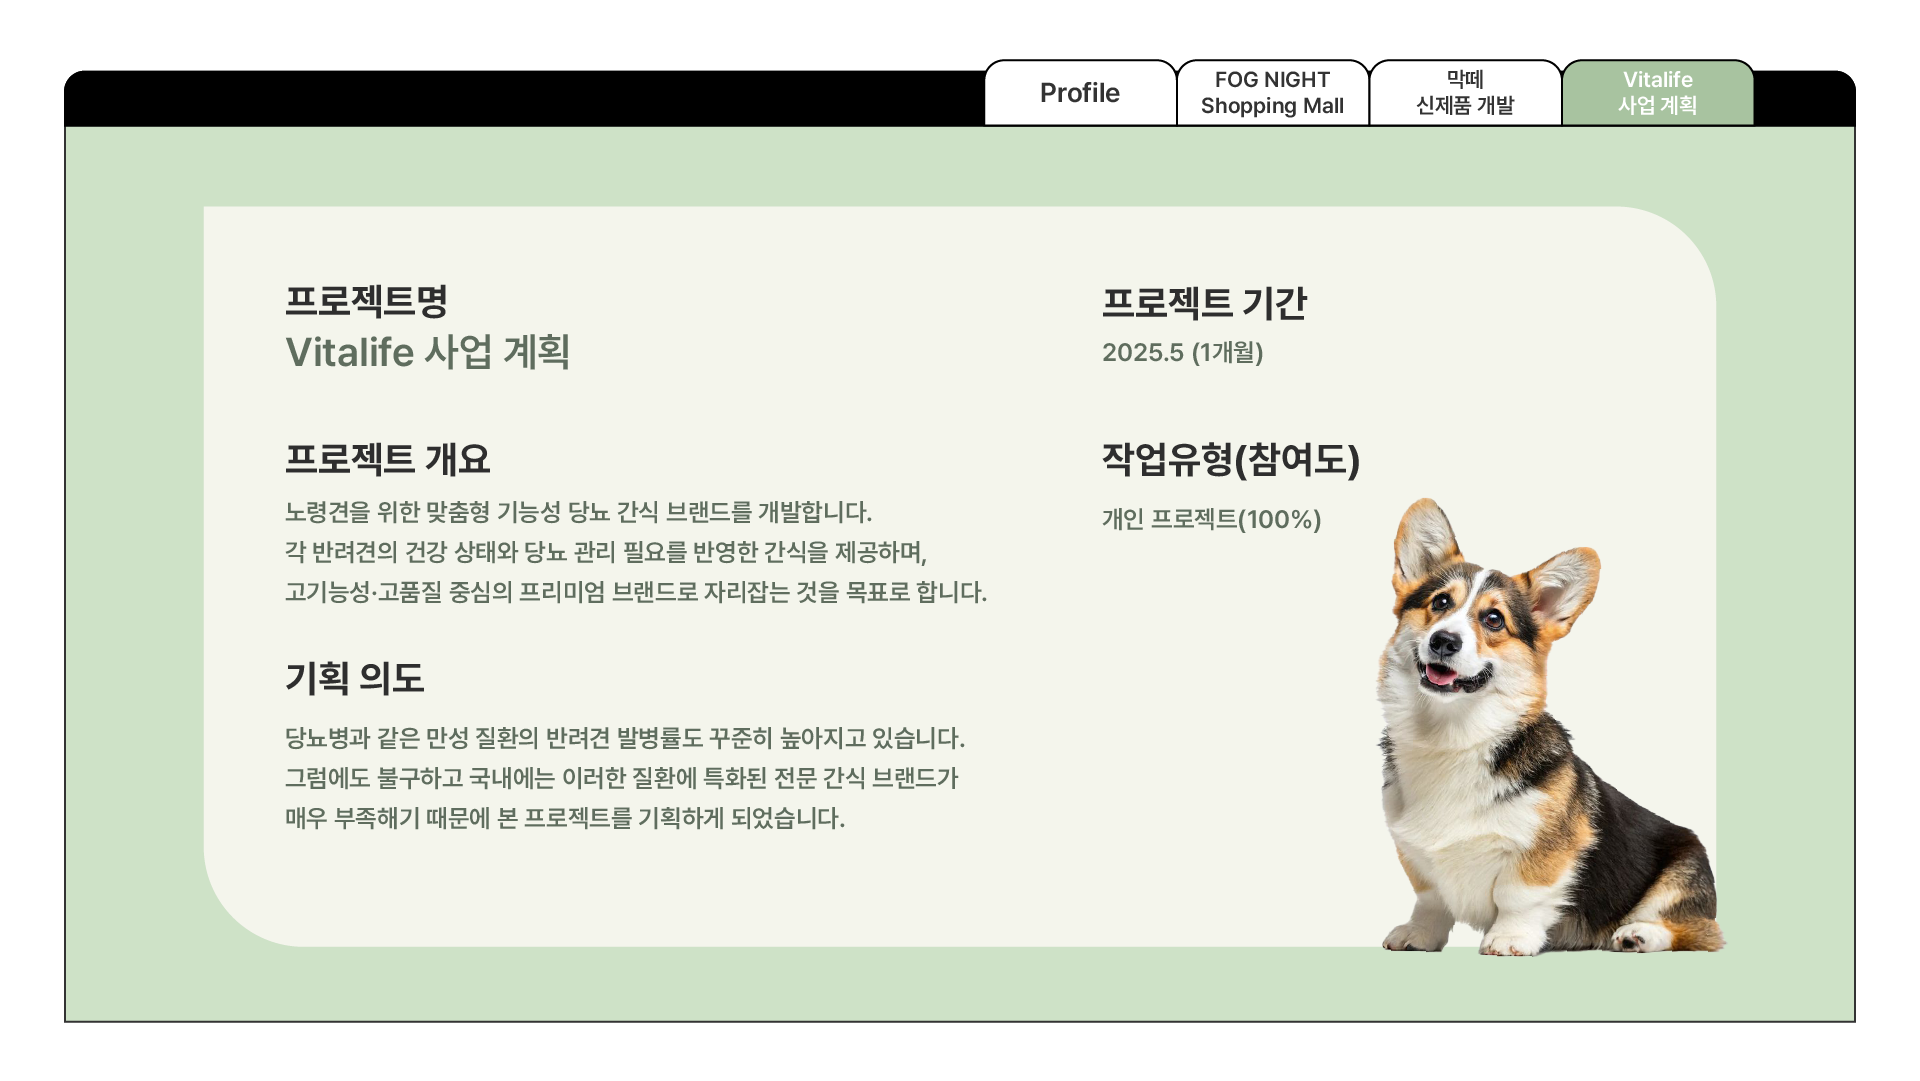 Profile
FOG NIGHT
Shopping Mall
막떼
신제품 개발
Vitalife
사업 계획
프로젝트명
Vitalife 사업 계획
프로젝트 개요
노령견을 위한 맞춤형 기능성 당뇨 간식 브랜드를 개발합니다.
각 반려견의 건강 상태와 당뇨 관리 필요를 반영한 간식을 제공하며,
고기능성·고품질 중심의 프리미엄 브랜드로 자리잡는 것을 목표로 합니다.
기획 의도
당뇨병과 같은 만성 질환의 반려견 발병률도 꾸준히 높아지고 있습니다.
그럼에도 불구하고 국내에는 이러한 질환에 특화된 전문 간식 브랜드가
매우 부족해기 때문에 본 프로젝트를 기획하게 되었습니다.
프로젝트 기간
2025.5 (1개월)
작업유형(참여도)
개인 프로젝트(100%)